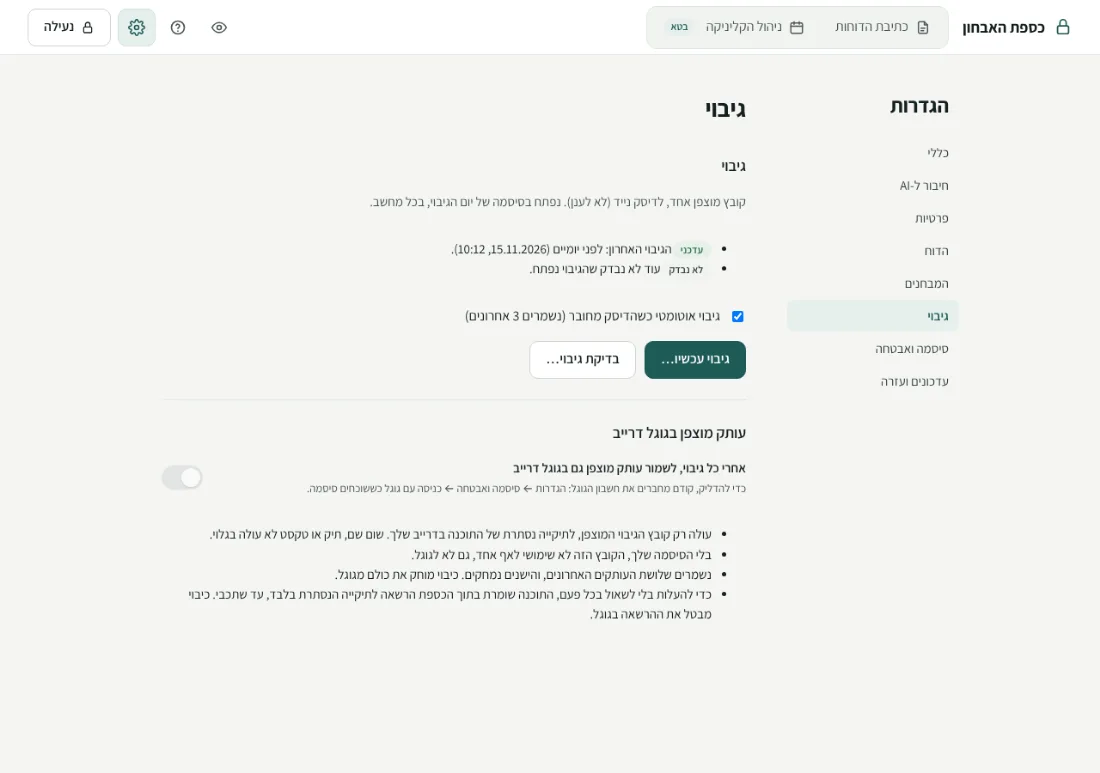 כספת האבחון
כתיבת הדוחות
ניהול הקליניקה בטא
נעילה
הגדרות
כללי
חיבור ל-AI
פרטיות
הדוח
המבחנים
גיבוי
סיסמה ואבטחה
עדכונים ועזרה
גיבוי
גיבוי
קובץ מוצפן אחד, לדיסק נייד (לא לענן). נפתח בסיסמה של יום הגיבוי, בכל מחשב.
עדכני הגיבוי האחרון: לפני יומיים (15.11.2026, 10:12).
לא נבדק עוד לא נבדק שהגיבוי נפתח.
גיבוי אוטומטי כשהדיסק מחובר (נשמרים 3 אחרונים)
גיבוי עכשיו…
בדיקת גיבוי…
עותק מוצפן בגוגל דרייב
אחרי כל גיבוי, לשמור עותק מוצפן גם בגוגל דרייב
כדי להדליק, קודם מחברים את חשבון הגוגל: הגדרות ← סיסמה ואבטחה ← כניסה עם גוגל כששוכחים סיסמה.
עולה רק קובץ הגיבוי המוצפן, לתיקייה נסתרת של התוכנה בדרייב שלך. שום שם, תיק או טקסט לא עולה בגלוי.
בלי הסיסמה שלך, הקובץ הזה לא שימושי לאף אחד, גם לא לגוגל.
נשמרים שלושת העותקים האחרונים, והישנים נמחקים. כיבוי מוחק את כולם מגוגל.
כדי להעלות בלי לשאול בכל פעם, התוכנה שומרת בתוך הכספת הרשאה לתיקייה הנסתרת בלבד, עד שתכבי. כיבוי
מבטל את ההרשאה בגוגל.